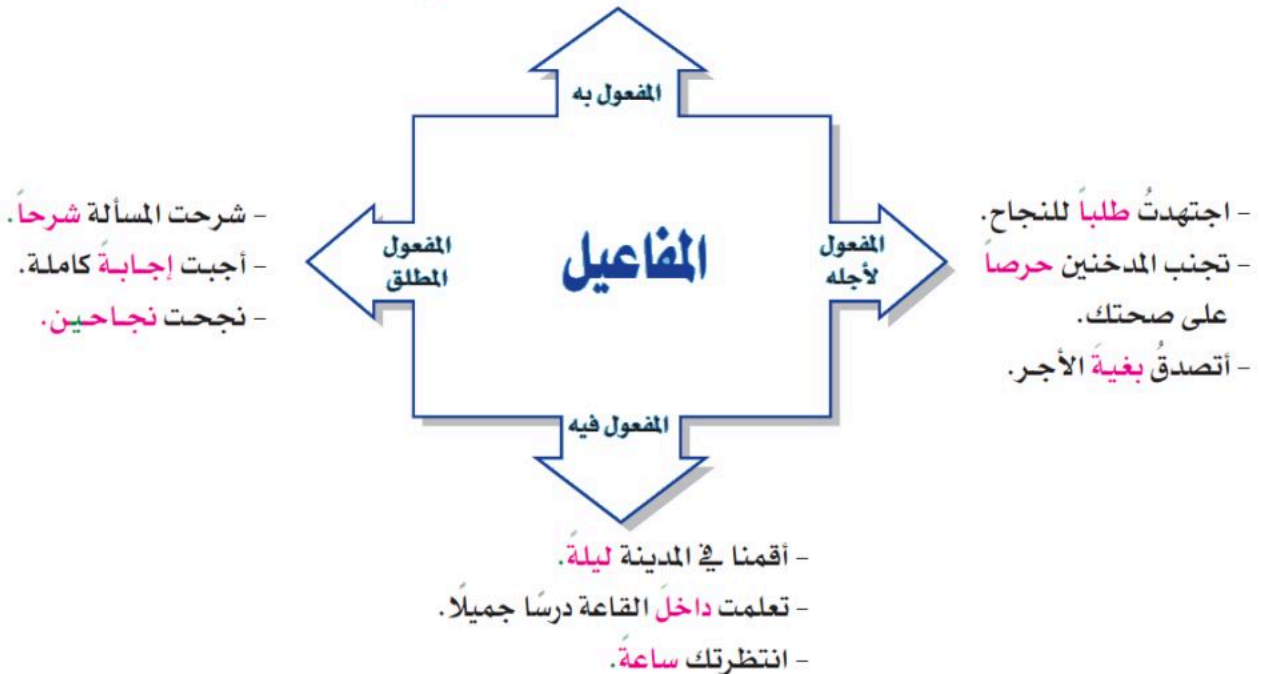 المفعول به
المفاعيل
المفعول
لأجله
- اجتهدتُ طلباً للنجاح.
- تجنب المدخنين حرصاً
على صحتك.
- أتصدقُ بغيةَ الأجر.
المفعول
المطلق
- شرحت المسألة شرحاً.
- أجبت إجابةً كاملة.
- نجحت نجاحين.
المفعول فيه
- أقمنا في المدينة ليلةً.
- تعلمت داخلَ القاعة درسًا جميلًا.
- انتظرتك ساعةً.